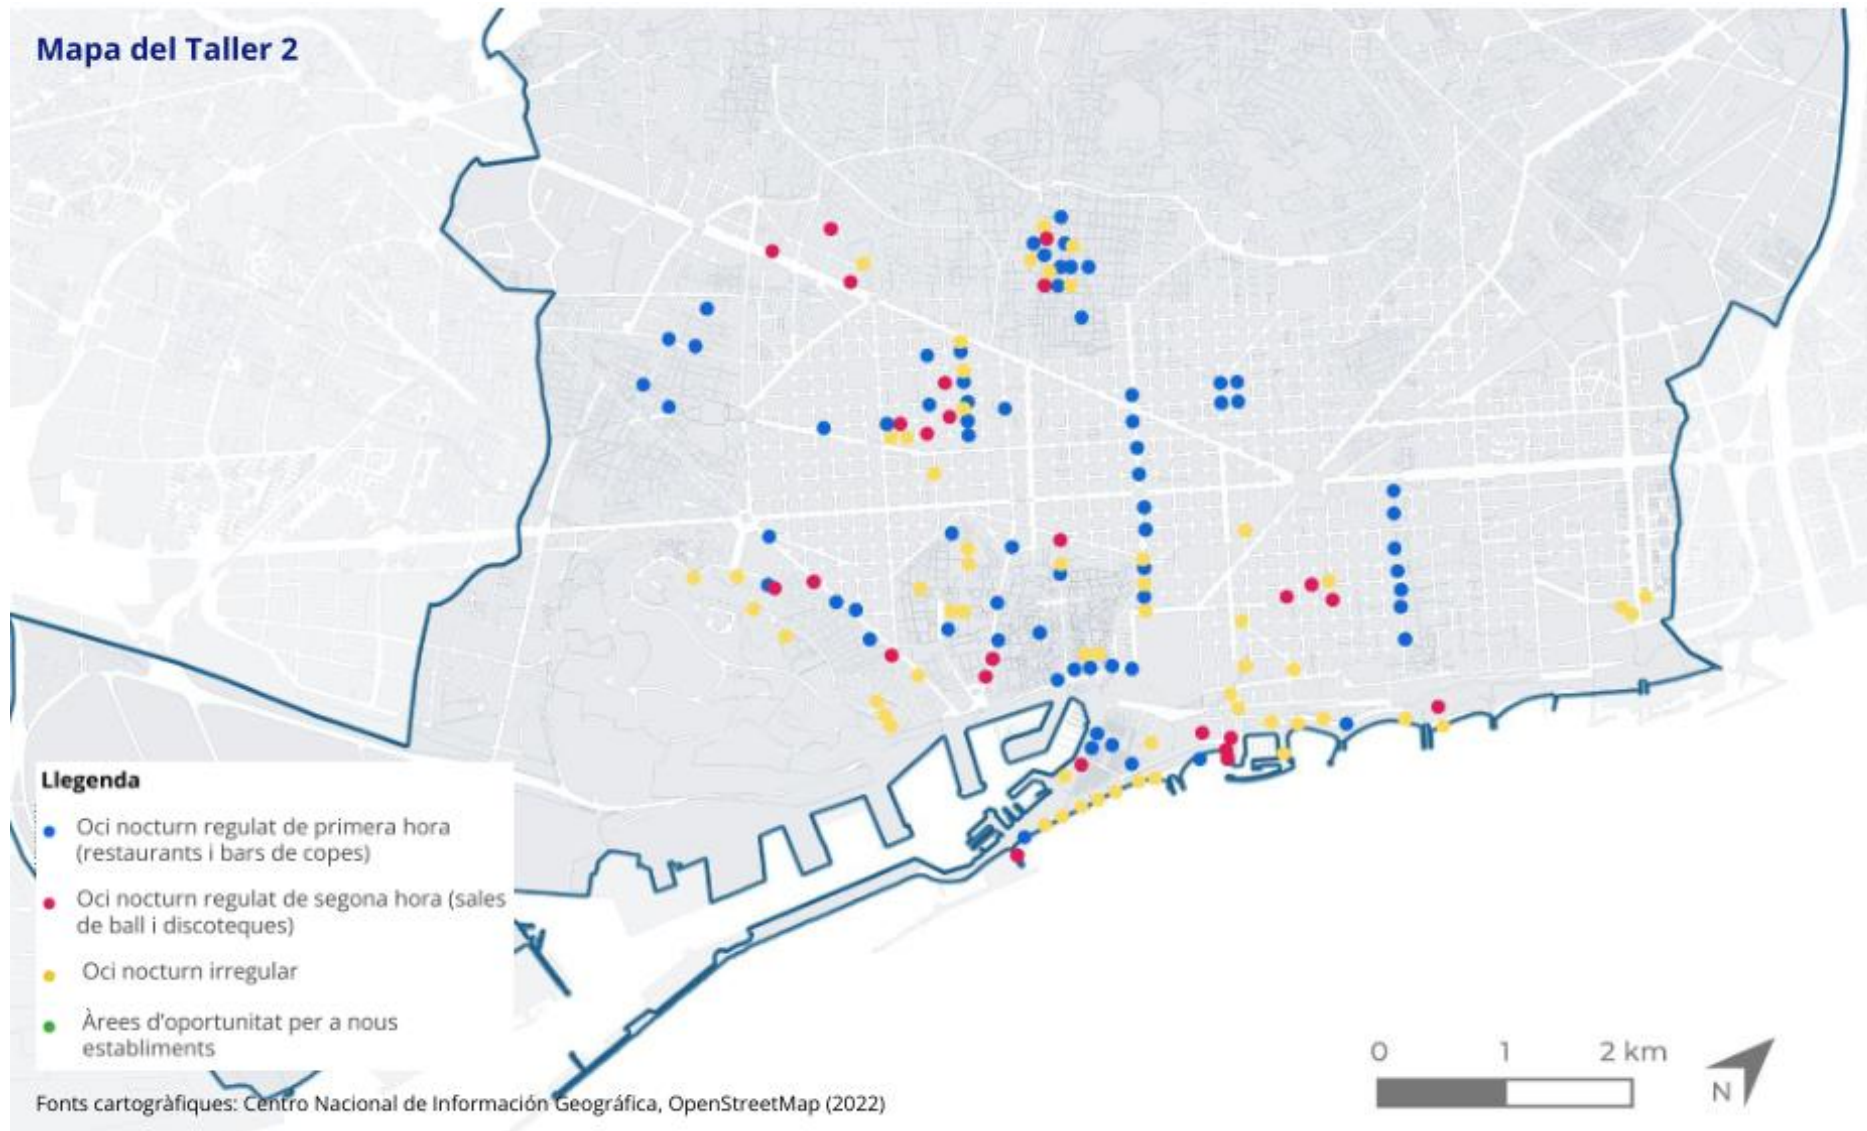 Mapa del Taller 2
Llegenda
Oci nocturn regulat de primera hora
(restaurants i bars de copes)
Oci nocturn regulat de segona hora (sales
de ball i discoteques)
Oci nocturn irregular
Àrees d'oportunitat per a nous
establiments
Fonts cartogràfiques: Centro Nacional de Información Geográfica, OpenStreetMap (2022)
0 1 2 km
N